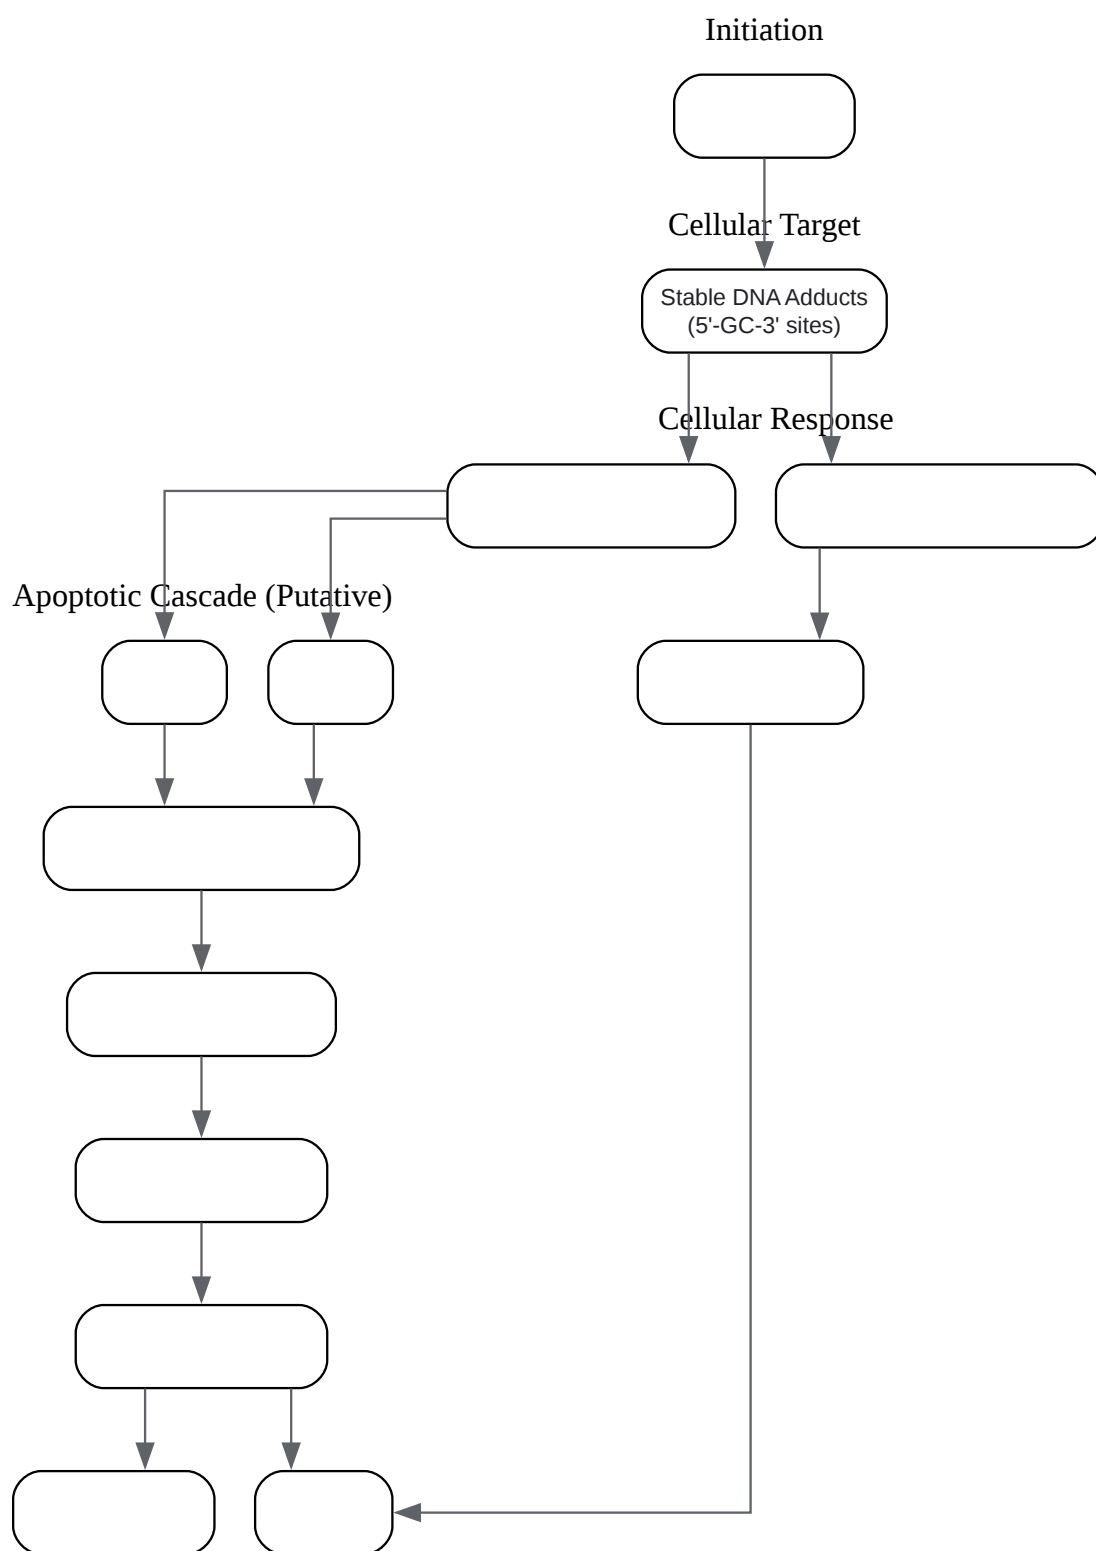 Initiation
Cellular Target
Stable DNA Adducts
(5'-GC-3' sites)
Cellular Response
Apoptotic Cascade (Putative)